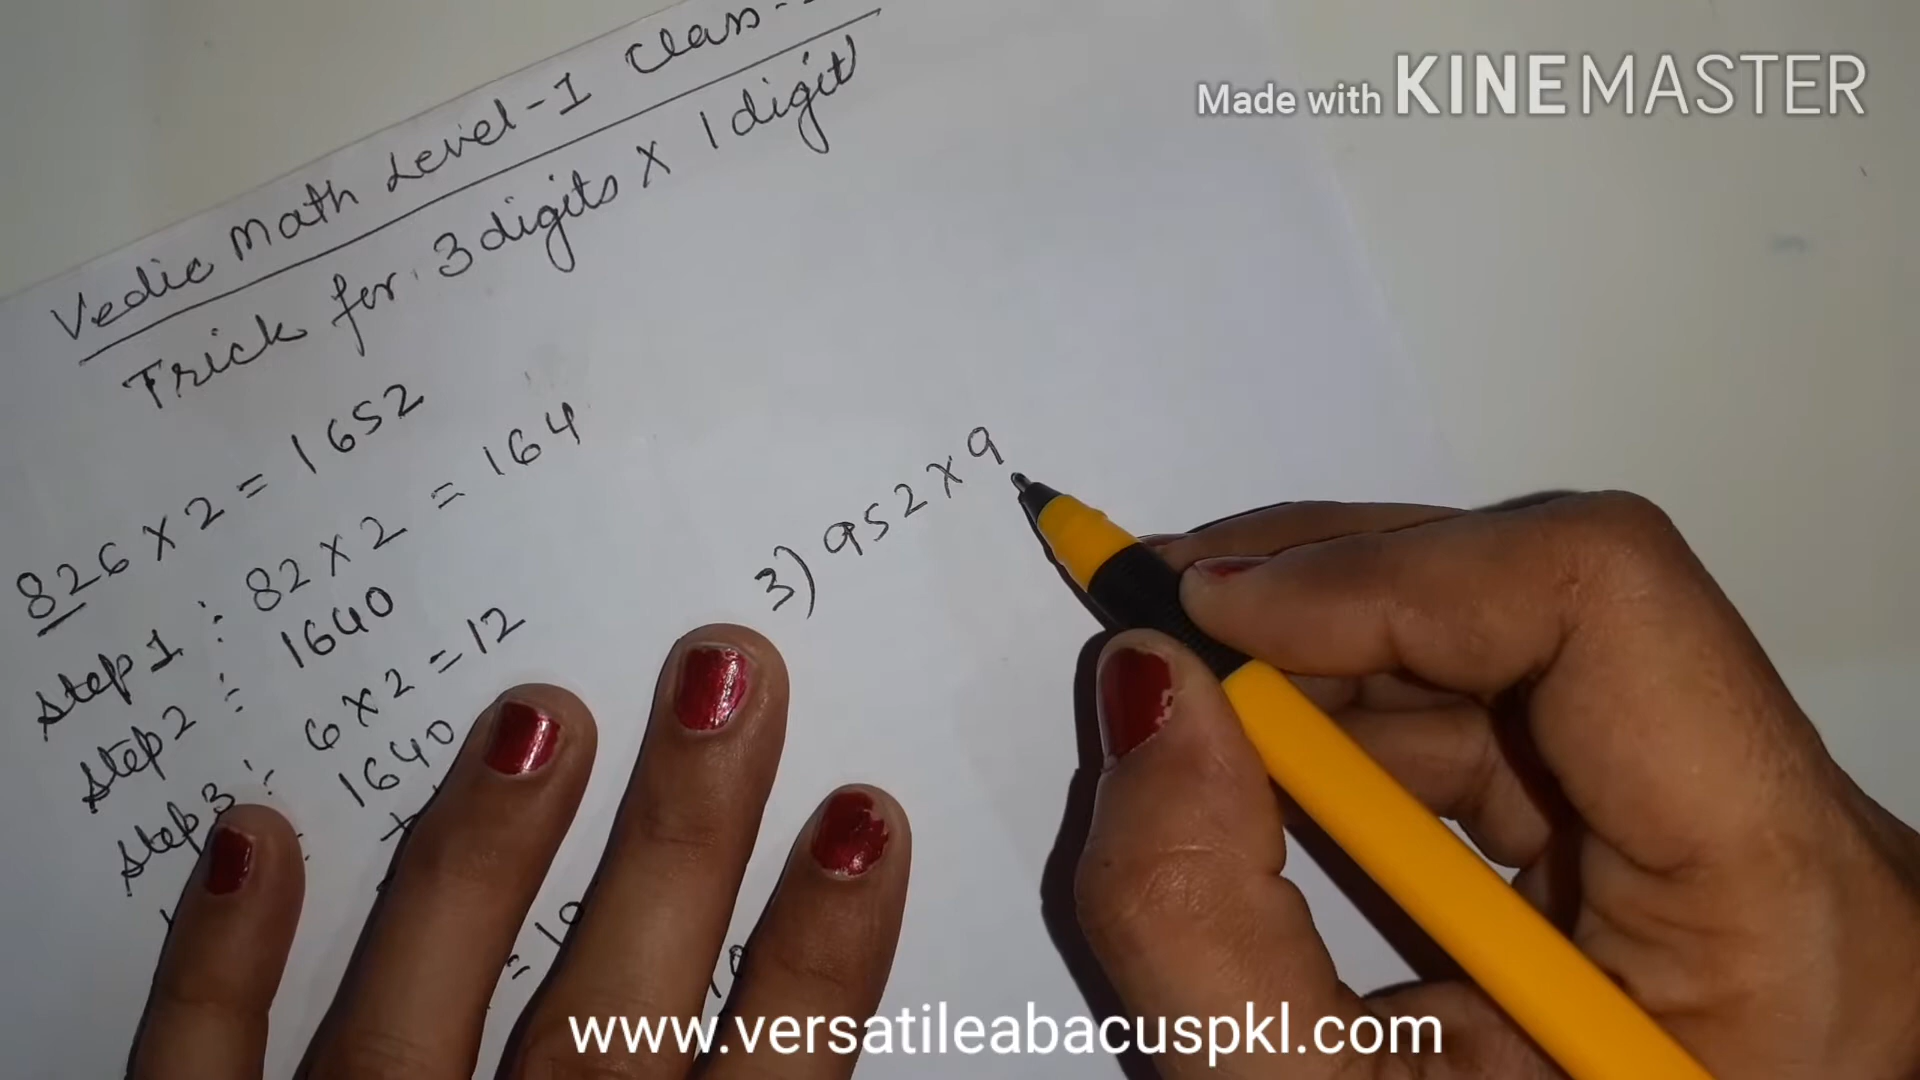 Made with KINEMASTER
Vedic Math Level-1 Class-
Trick for 3 digits X 1 digit
826 X 2 = 1652
Step 1 : 82 X 2 = 164
Step 2 : 1640
Step 3 : 6 X 2 = 12
1640
3) 952 X 9
www.versatileabacuspkl.com